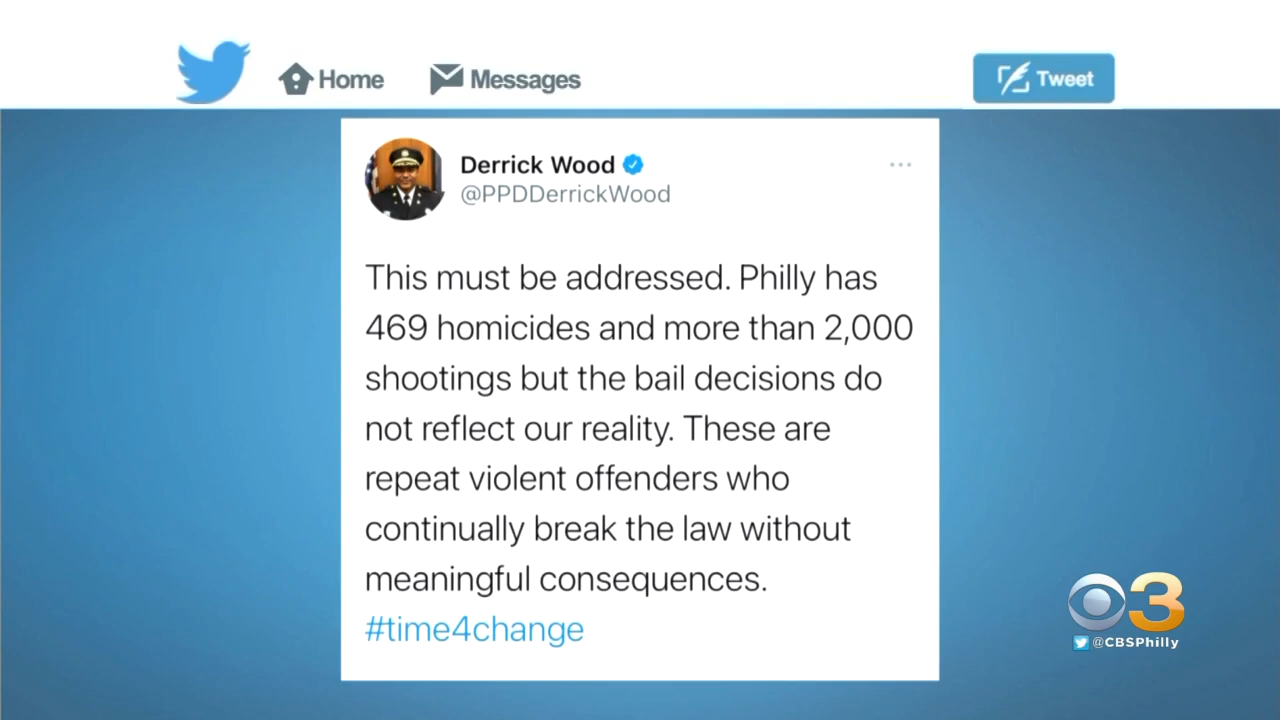 Home
Messages
Tweet
Derrick Wood
@PPDDerrickWood
This must be addressed. Philly has
469 homicides and more than 2,000
shootings but the bail decisions do
not reflect our reality. These are
repeat violent offenders who
continually break the law without
meaningful consequences.
#time4change
3
@CBSPhilly